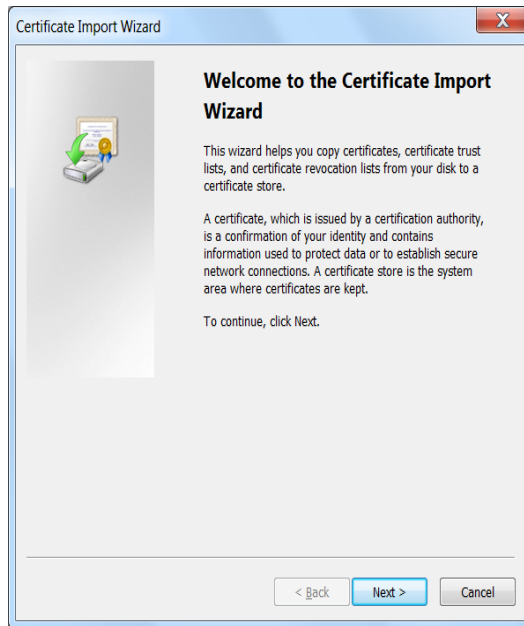 Certificate Import Wizard
X
Welcome to the Certificate Import
Wizard
This wizard helps you copy certificates, certificate trust
lists, and certificate revocation lists from your disk to a
certificate store.
A certificate, which is issued by a certification authority,
is a confirmation of your identity and contains
information used to protect data or to establish secure
network connections. A certificate store is the system
area where certificates are kept.
To continue, click Next.
< Back Next > Cancel